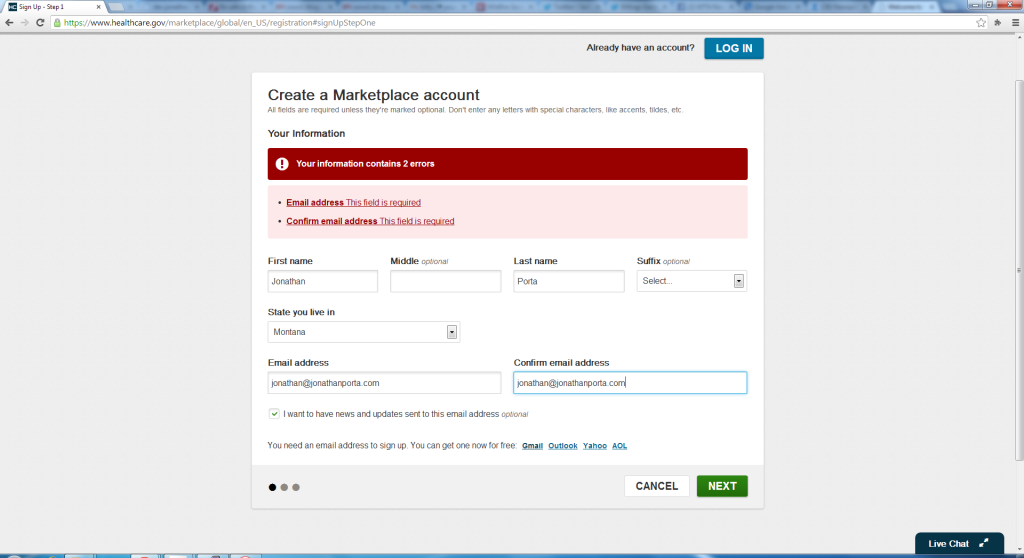 Sign Up - Step 1
https://www.healthcare.gov/marketplace/global/en_US/registration#signUpStepOne
Already have an account? LOG IN
Create a Marketplace account
All fields are required unless they're marked optional. Don't enter any letters with special characters, like accents, tildes, etc.
Your Information
Your information contains 2 errors
• Email address This field is required
• Confirm email address This field is required
First name Middle optional Last name Suffix optional
Jonathan Porta Select...
State you live in
Montana
Email address Confirm email address
jonathan@jonathanporta.com jonathan@jonathanporta.com
I want to have news and updates sent to this email address optional
You need an email address to sign up. You can get one now for free: Gmail Outlook Yahoo AOL
CANCEL NEXT
Live Chat